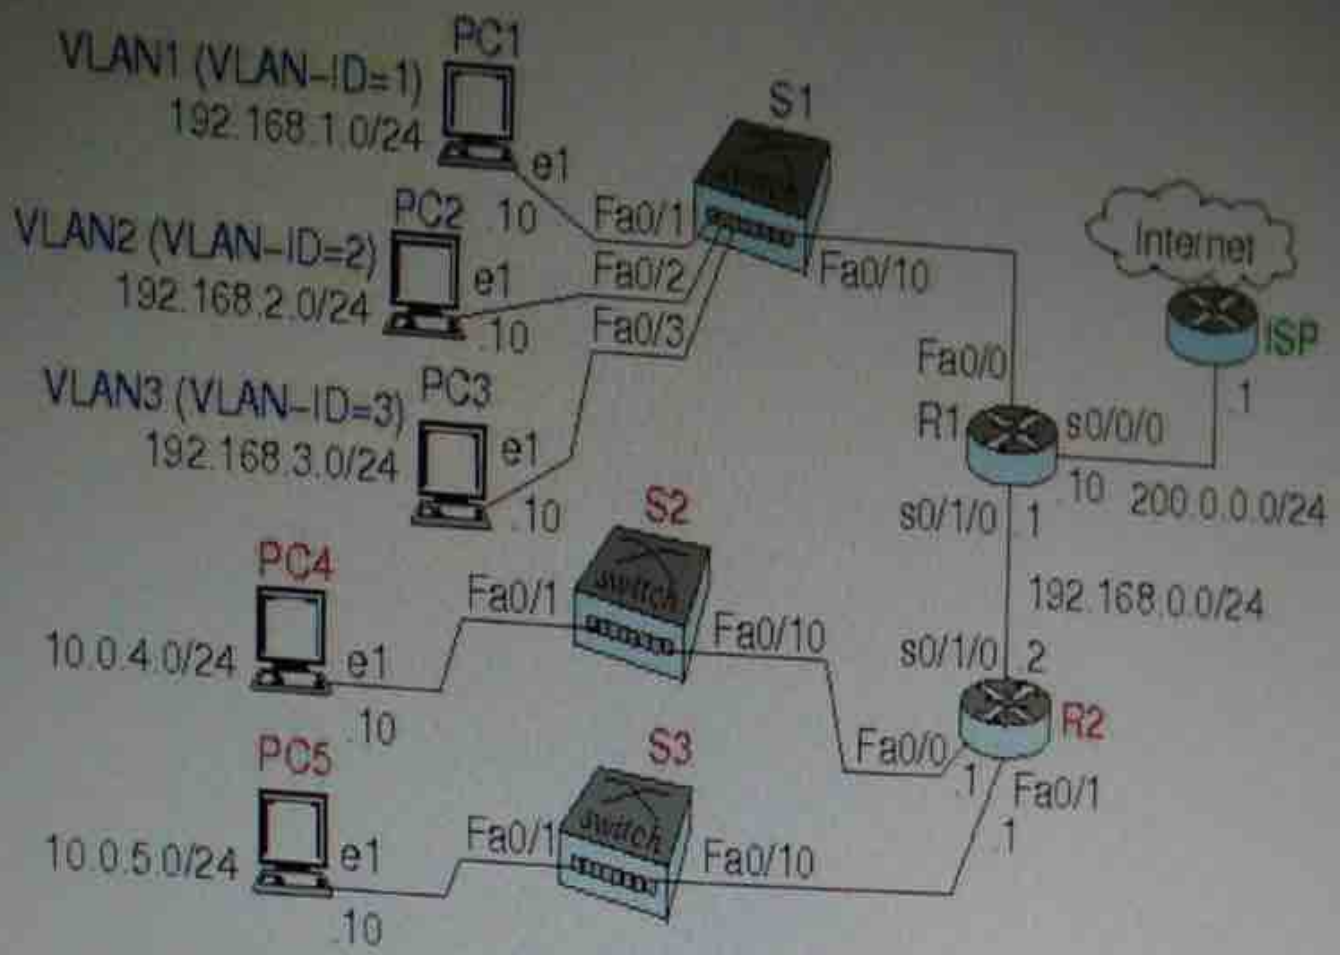 PC1
VLAN1 (VLAN-ID=1)
192.168.1.0/24
e1
.10
Fa0/1
S1
switch
PC2
VLAN2 (VLAN-ID=2)
192.168.2.0/24
e1
.10
Fa0/2
Fa0/10
Internet
ISP
.1
Fa0/3
PC3
VLAN3 (VLAN-ID=3)
192.168.3.0/24
e1
.10
Fa0/0
R1
s0/0/0
.10
200.0.0.0/24
s0/1/0
.1
192.168.0.0/24
S2
switch
PC4
10.0.4.0/24
e1
.10
Fa0/1
Fa0/10
s0/1/0
.2
R2
Fa0/0
.1
Fa0/1
.1
S3
switch
PC5
10.0.5.0/24
e1
.10
Fa0/1
Fa0/10